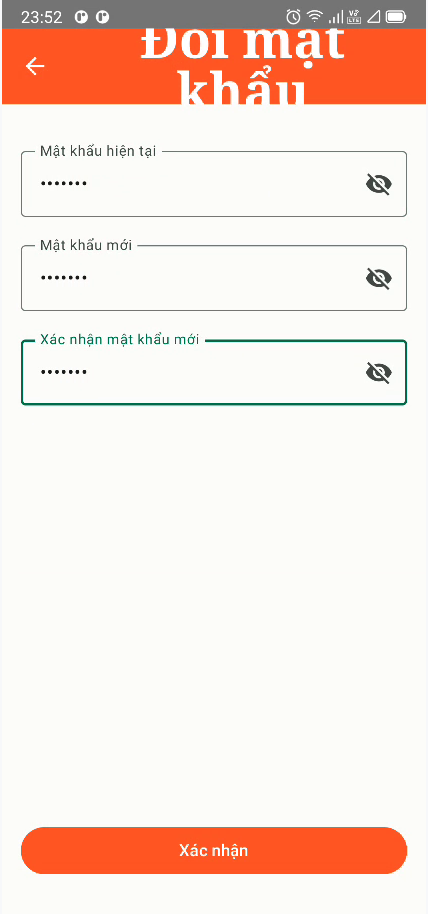 23:52
Đổi mật
khẩu
Mật khẩu hiện tại
•••••••
Mật khẩu mới
•••••••
Xác nhận mật khẩu mới
•••••••
Xác nhận